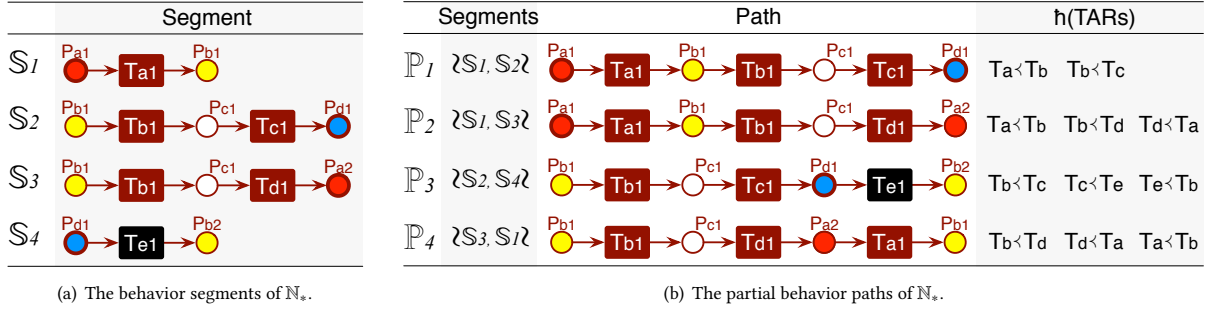 Segment
𝕊1 Pa1 Ta1 Pb1
𝕊2 Pb1 Tb1 Pc1 Tc1 Pd1
𝕊3 Pb1 Tb1 Pc1 Td1 Pa2
𝕊4 Pd1 Te1 Pb2
(a) The behavior segments of ℕ*.
Segments Path ħ(TARs)
ℙ1 ≀𝕊1, 𝕊2≀ Pa1 Ta1 Pb1 Tb1 Pc1 Tc1 Pd1 Ta≺Tb Tb≺Tc
ℙ2 ≀𝕊1, 𝕊3≀ Pa1 Ta1 Pb1 Tb1 Pc1 Td1 Pa2 Ta≺Tb Tb≺Td Td≺Ta
ℙ3 ≀𝕊2, 𝕊4≀ Pb1 Tb1 Pc1 Tc1 Pd1 Te1 Pb2 Tb≺Tc Tc≺Te Te≺Tb
ℙ4 ≀𝕊3, 𝕊1≀ Pb1 Tb1 Pc1 Td1 Pa2 Ta1 Pb1 Tb≺Td Td≺Ta Ta≺Tb
(b) The partial behavior paths of ℕ*.